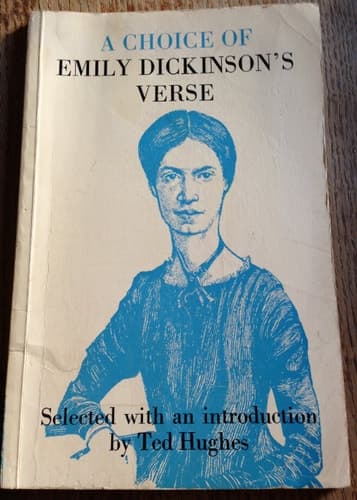 A CHOICE OF
EMILY DICKINSON'S
VERSE
Selected with an introduction
by Ted Hughes